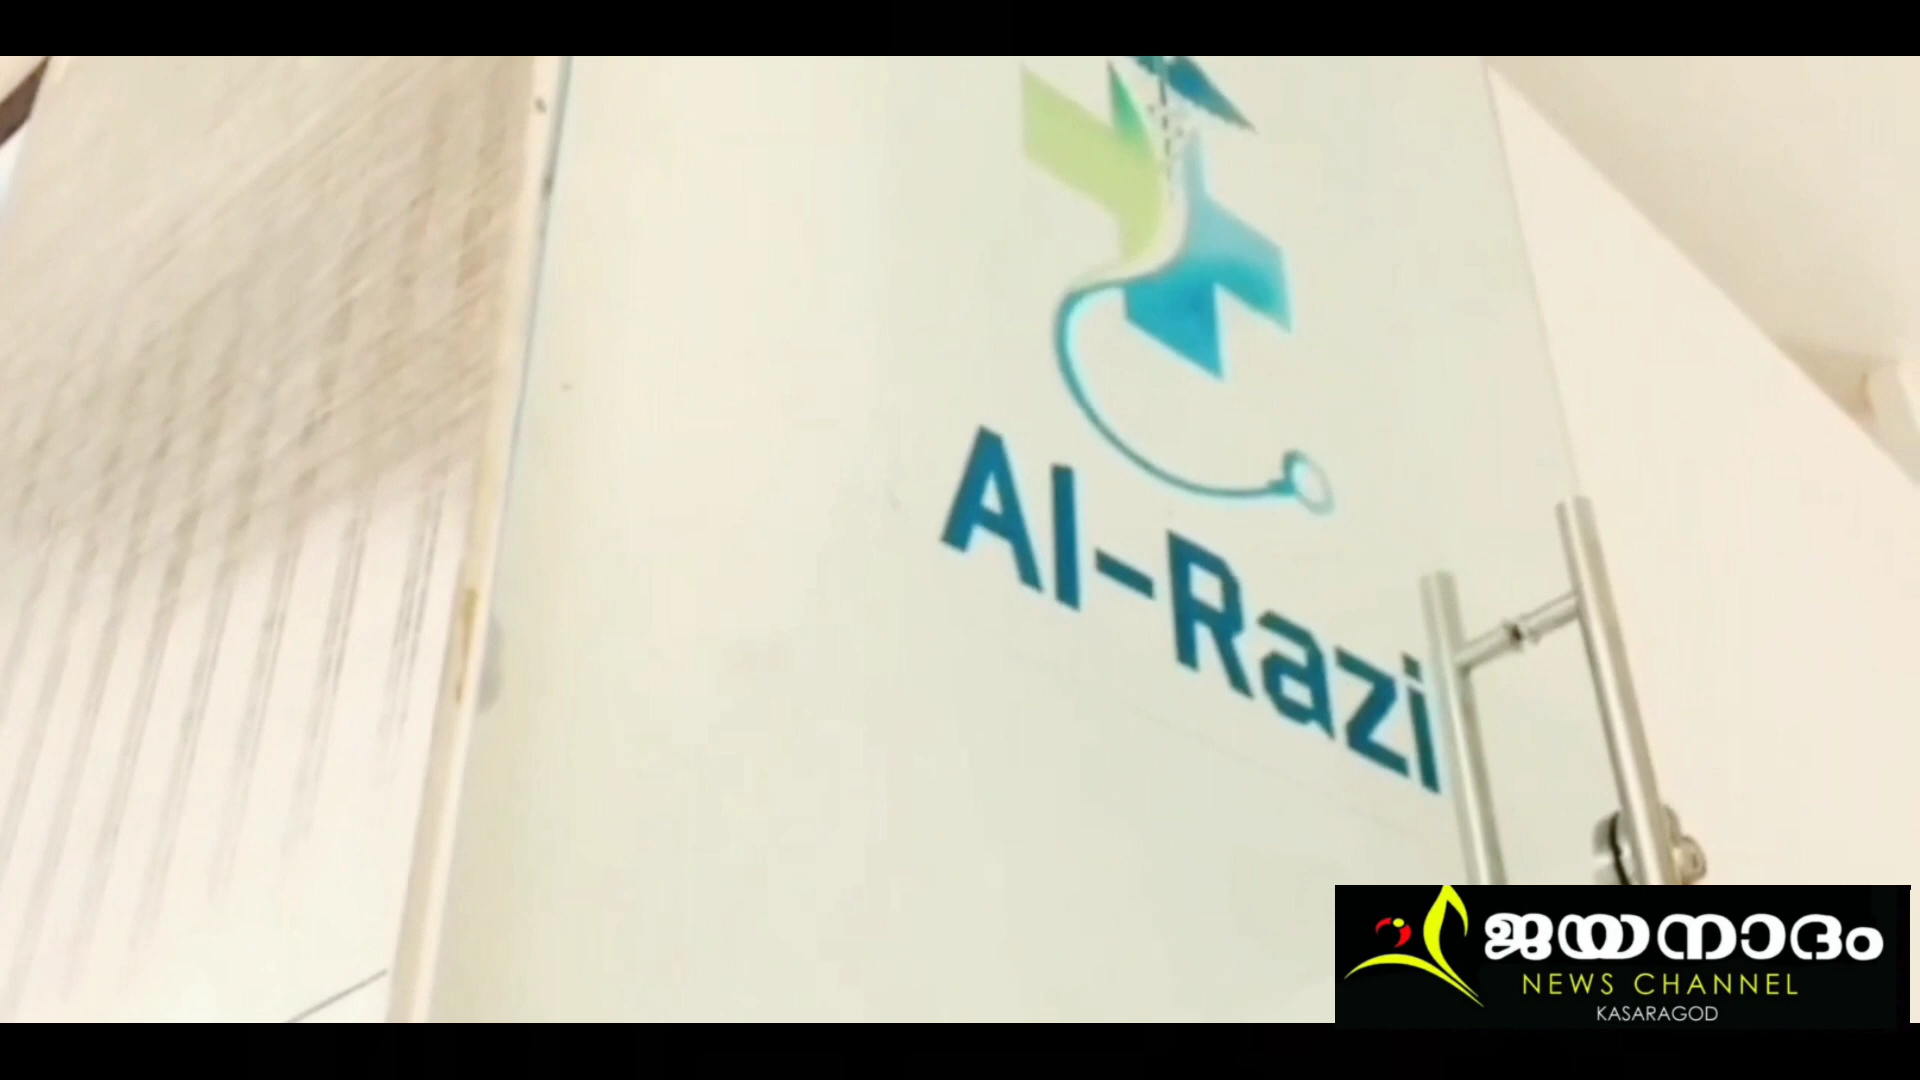 Al-Razi
ജയനാദം
NEWS CHANNEL
KASARAGOD